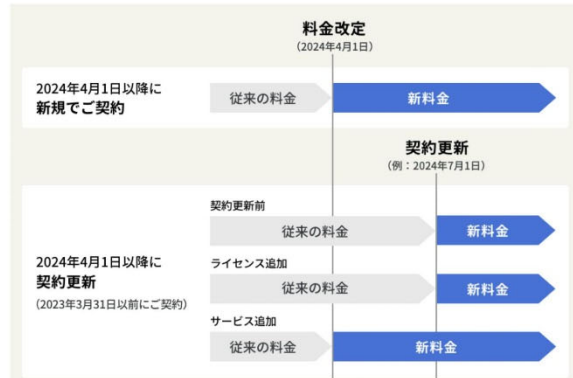 料金改定
(2024年4月1日)
2024年4月1日以降に
新規でご契約
従来の料金
新料金
契約更新
(例：2024年7月1日)
2024年4月1日以降に
契約更新
(2023年3月31日以前にご契約)
契約更新前
従来の料金
新料金
ライセンス追加
従来の料金
新料金
サービス追加
従来の料金
新料金